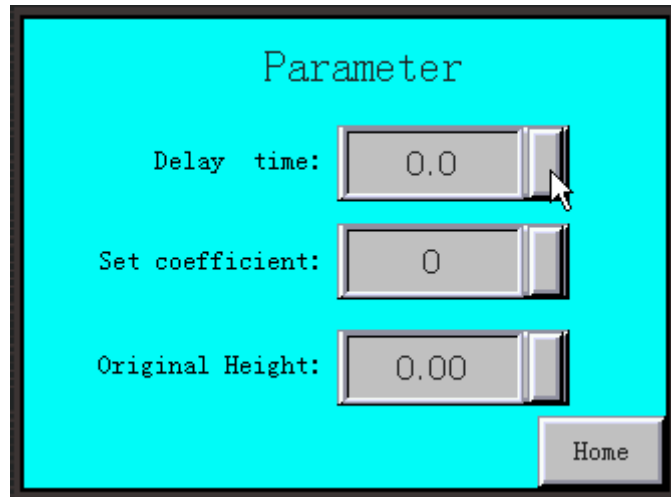 Parameter
Delay time: 0.0
Set coefficient: 0
Original Height: 0.00
Home